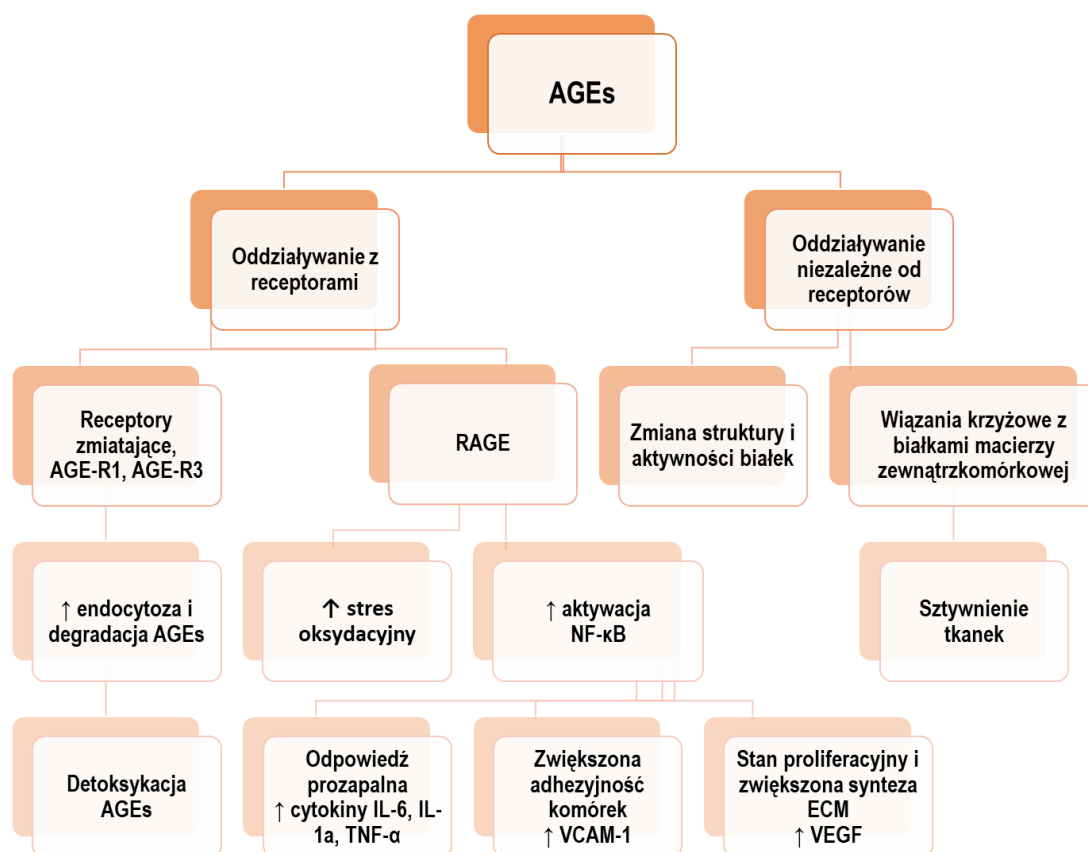 AGEs
Oddziaływanie z
receptorami
Oddziaływanie
niezależne od
receptorów
Receptory
zmiatające,
AGE-R1, AGE-R3
RAGE
Zmiana struktury i
aktywności białek
Wiązania krzyżowe z
białkami macierzy
zewnątrzkomórkowej
↑ endocytoza i
degradacja AGEs
↑ stres
oksydacyjny
↑ aktywacja
NF-κB
Sztywnienie
tkanek
Detoksykacja
AGEs
Odpowiedź
prozapalna
↑ cytokiny IL-6, IL-
1a, TNF-α
Zwiększona
adhezyjność
komórek
↑ VCAM-1
Stan proliferacyjny i
zwiększona synteza
ECM
↑ VEGF